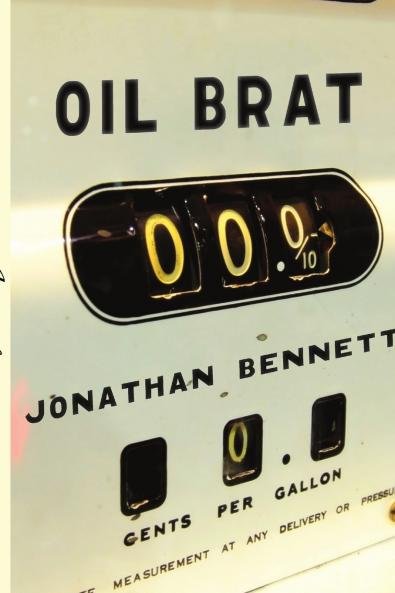 OIL BRAT
0 0 . 0/10
JONATHAN BENNETT
0 .
CENTS PER GALLON
MEASUREMENT AT ANY DELIVERY OR PRESSU